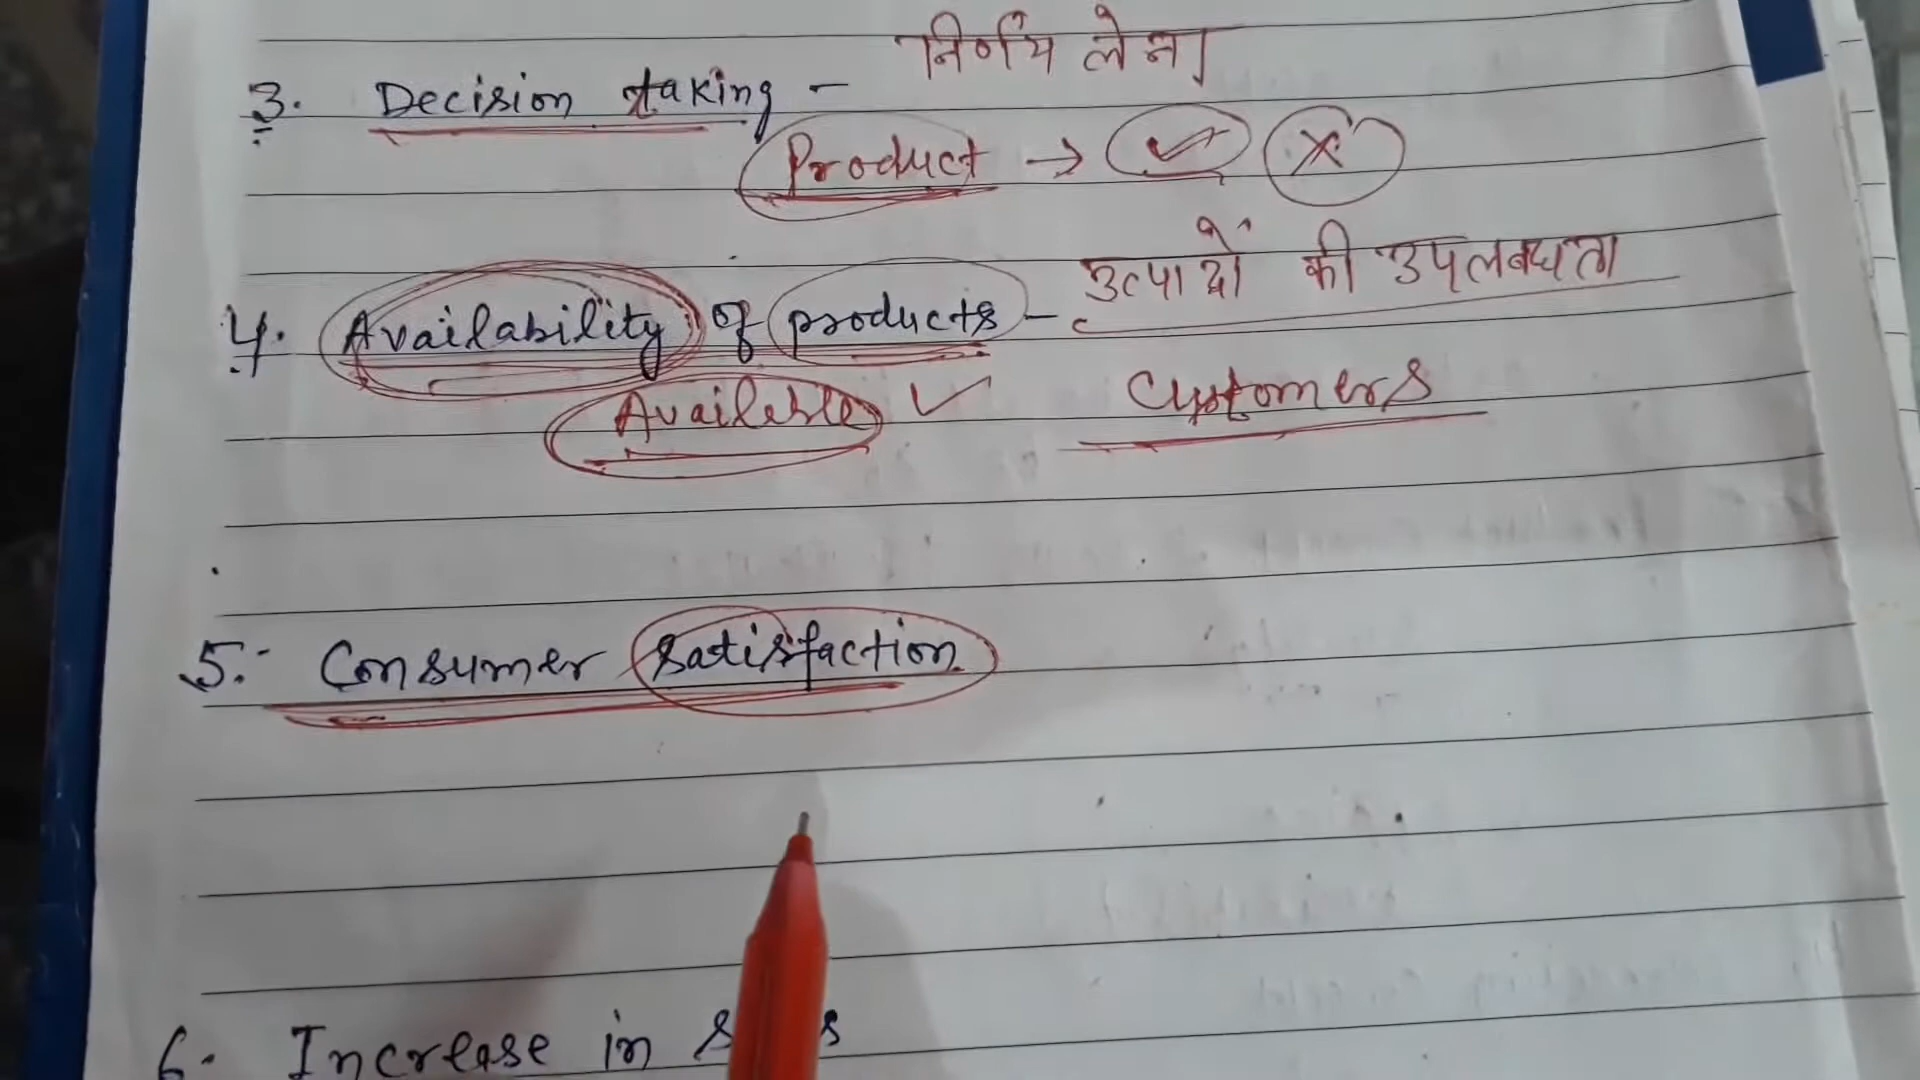 निर्णय लेना
3. Decision taking -
Product → ✓ ✗
4. Availability of products - उत्पादों की उपलब्धता
Available ✓ Customers
5. Consumer satisfaction.
6. Increase in